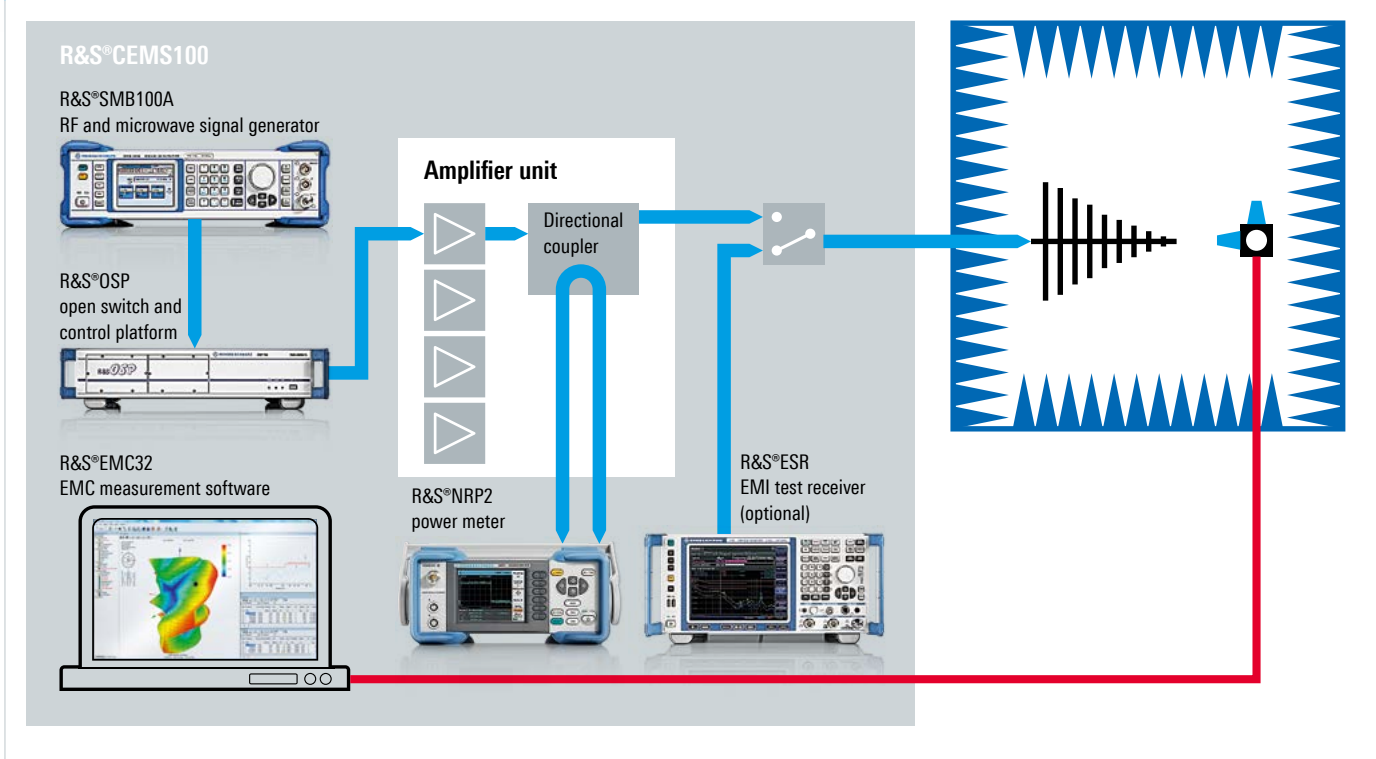 R&S®CEMS100
R&S®SMB100A
RF and microwave signal generator
Amplifier unit
Directional
coupler
R&S®OSP
open switch and
control platform
R&S OSP
R&S®EMC32
EMC measurement software
R&S®NRP2
power meter
R&S®ESR
EMI test receiver
(optional)